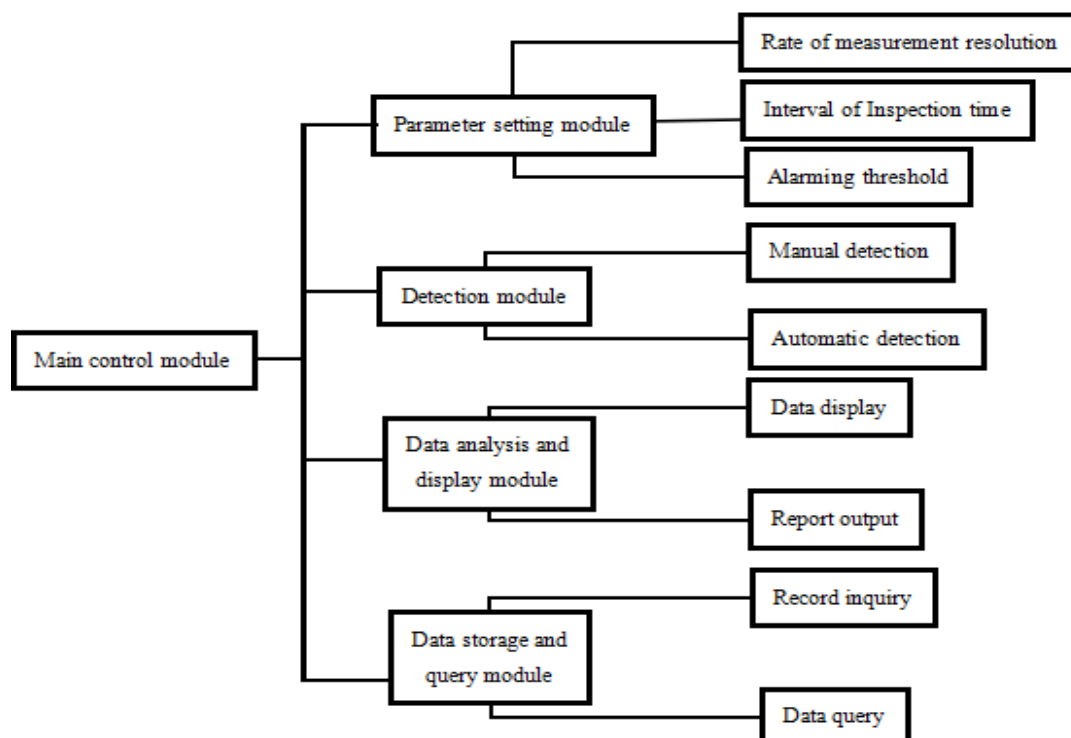 Rate of measurement resolution
Parameter setting module
Interval of Inspection time
Alarming threshold
Manual detection
Detection module
Automatic detection
Main control module
Data display
Data analysis and
display module
Report output
Record inquiry
Data storage and
query module
Data query